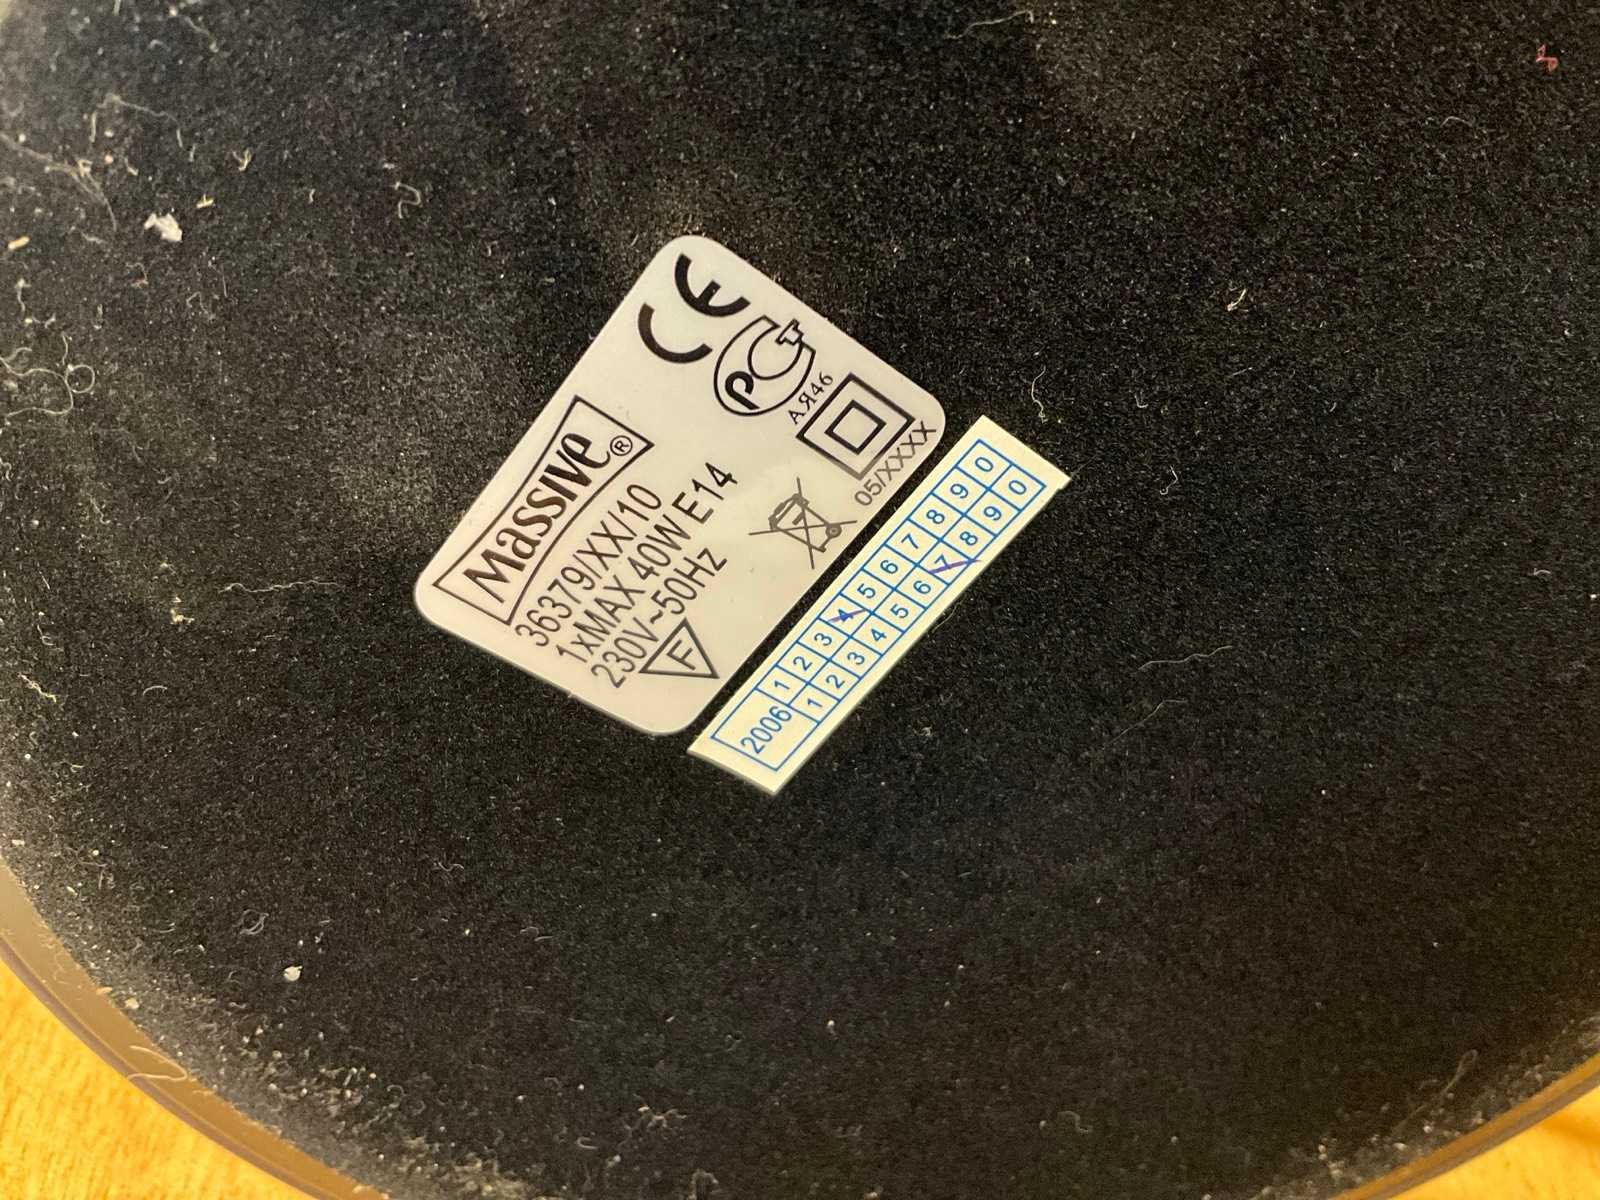 Massive®
36379/XX/10
1xMAX 40W E14
230V~50Hz
F
CE
PC
АЯ46
05/XXXX
2006 1 2 3 4 5 6 7 8 9 0
1 2 3 4 5 6 7 8 9 0